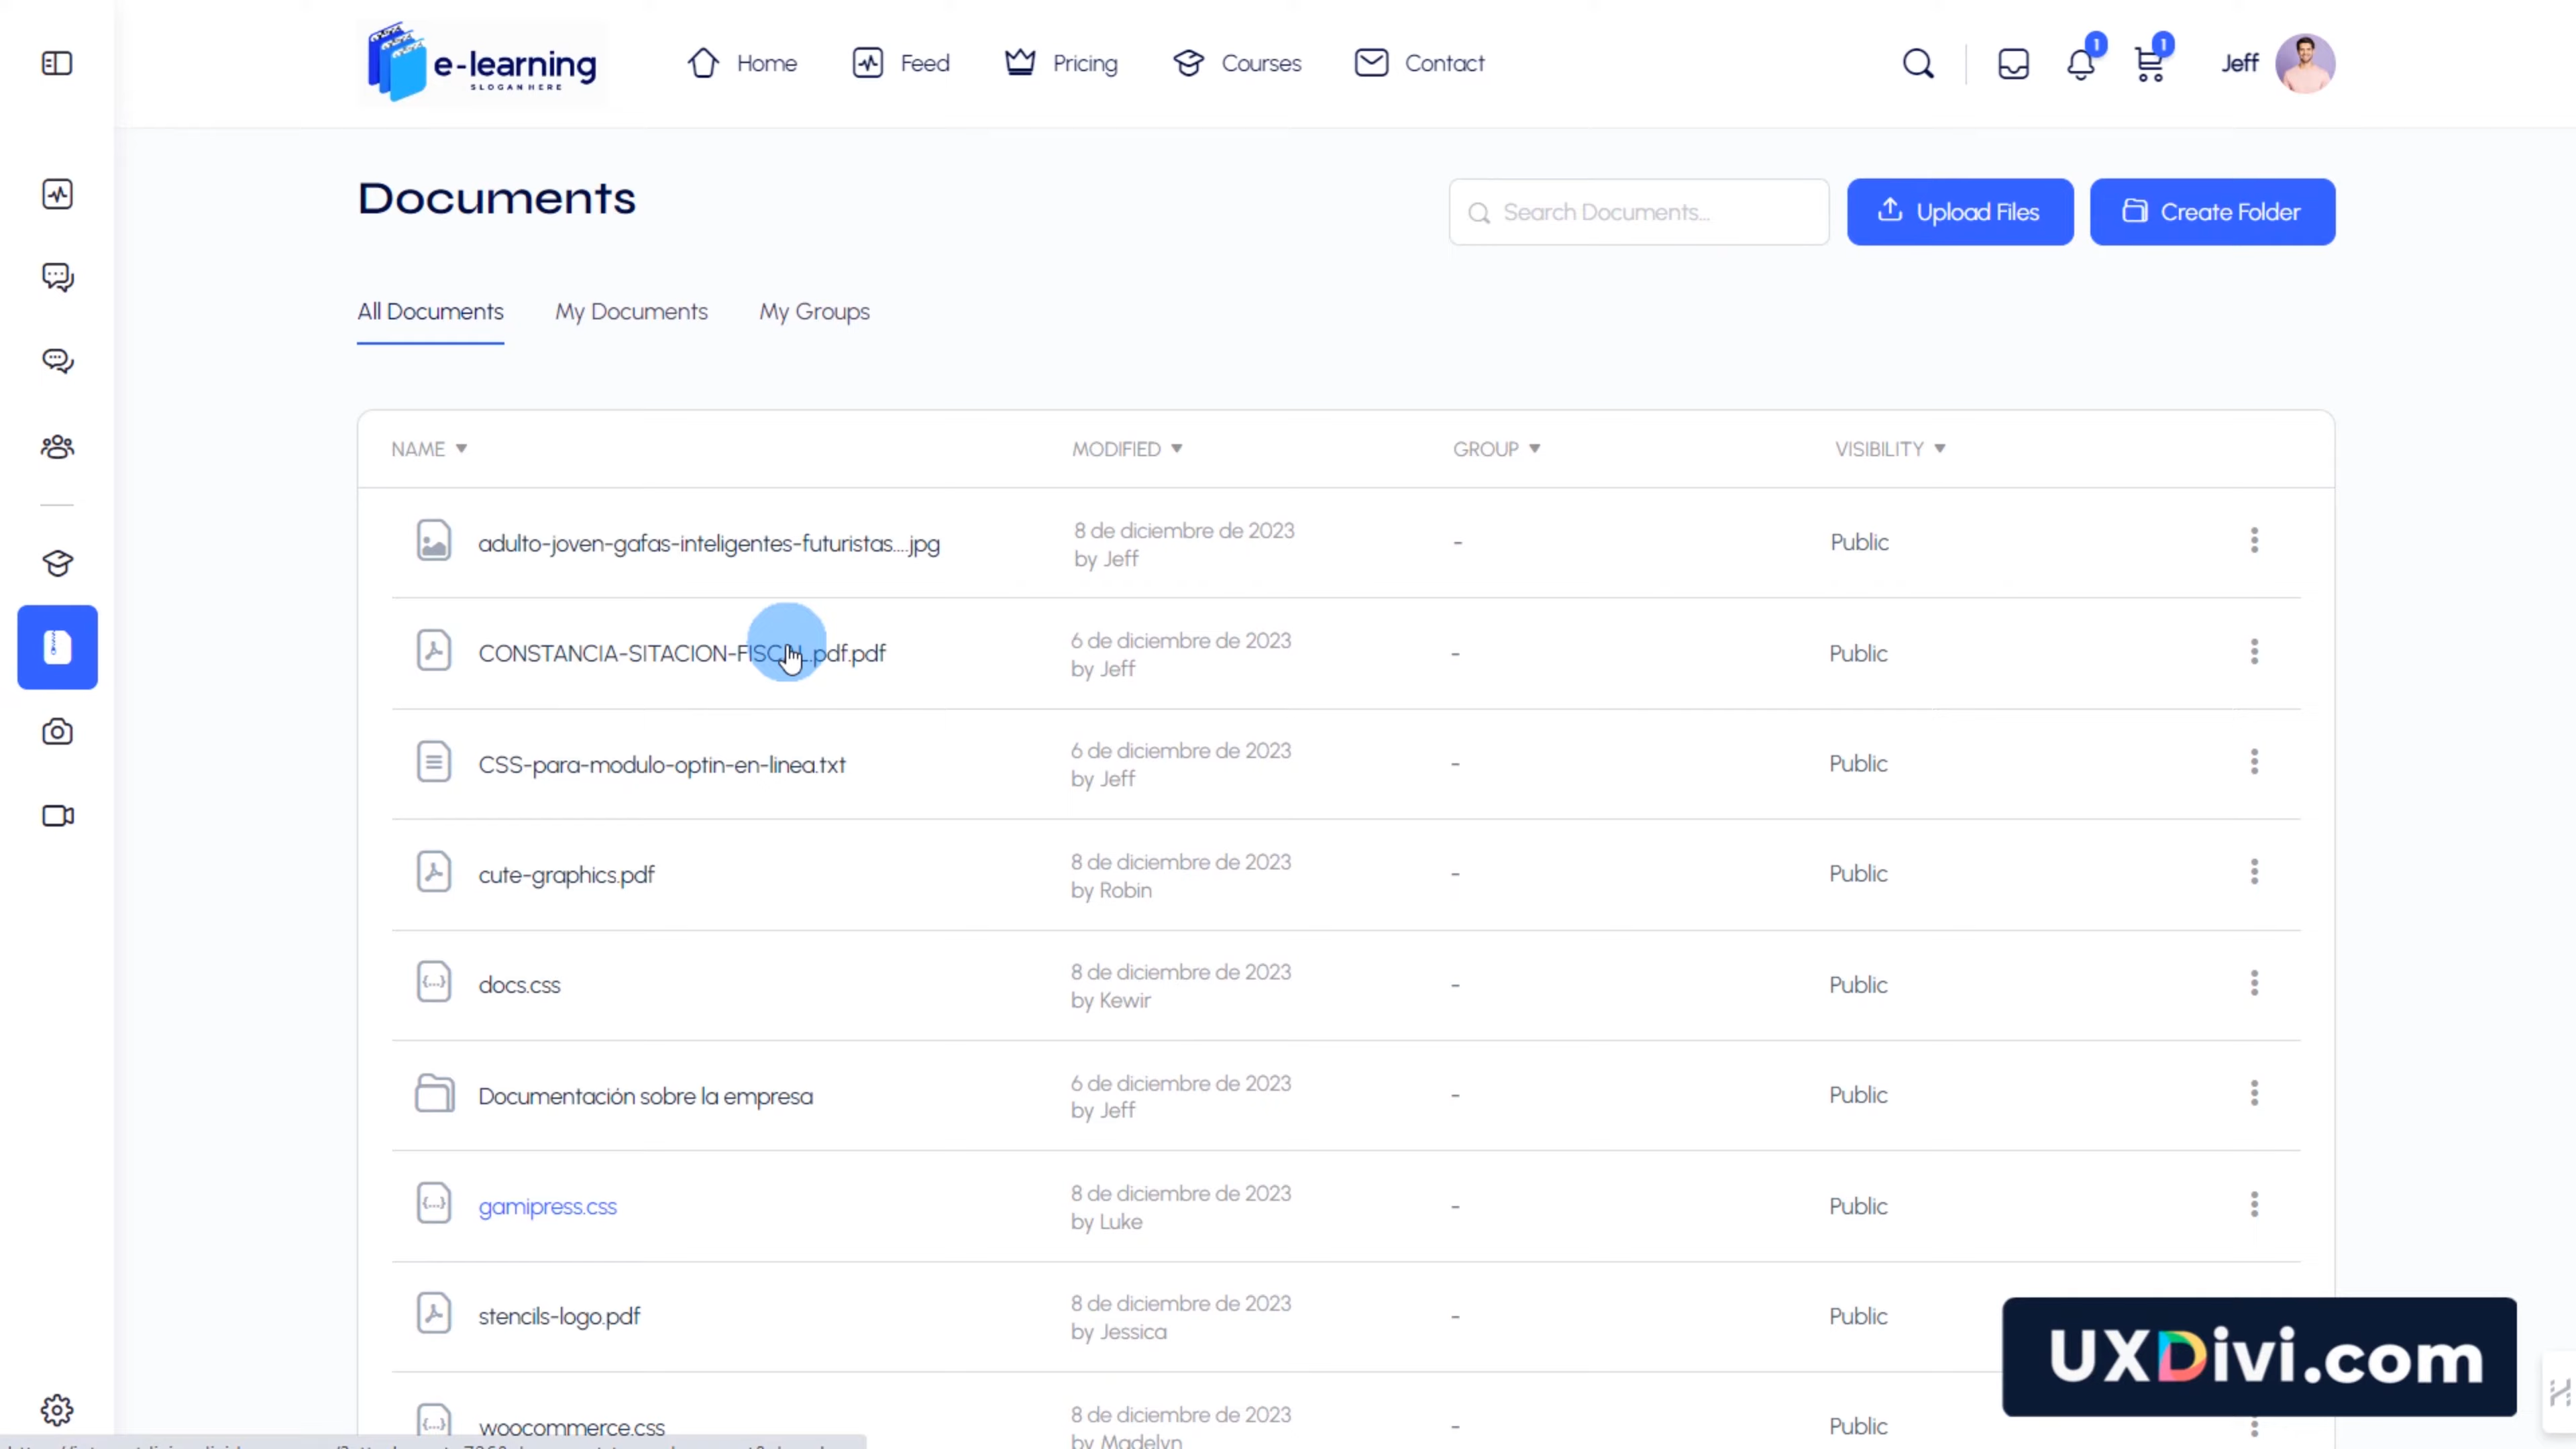 e-learning
SLOGAN HERE
Home
Feed
Pricing
Courses
Contact
1
1
Jeff
Documents
Search Documents...
Upload Files
Create Folder
All Documents
My Documents
My Groups
NAME
MODIFIED
GROUP
VISIBILITY
adulto-joven-gafas-inteligentes-futuristas....jpg
8 de diciembre de 2023
by Jeff
-
Public
CONSTANCIA-SITACION-FISCAL.pdf.pdf
6 de diciembre de 2023
by Jeff
-
Public
CSS-para-modulo-optin-en-linea.txt
6 de diciembre de 2023
by Jeff
-
Public
cute-graphics.pdf
8 de diciembre de 2023
by Robin
-
Public
docs.css
8 de diciembre de 2023
by Kewir
-
Public
Documentación sobre la empresa
6 de diciembre de 2023
by Jeff
-
Public
gamipress.css
8 de diciembre de 2023
by Luke
-
Public
stencils-logo.pdf
8 de diciembre de 2023
by Jessica
-
Public
woocommerce.css
8 de diciembre de 2023
by Madelyn
-
Public
UXDivi.com